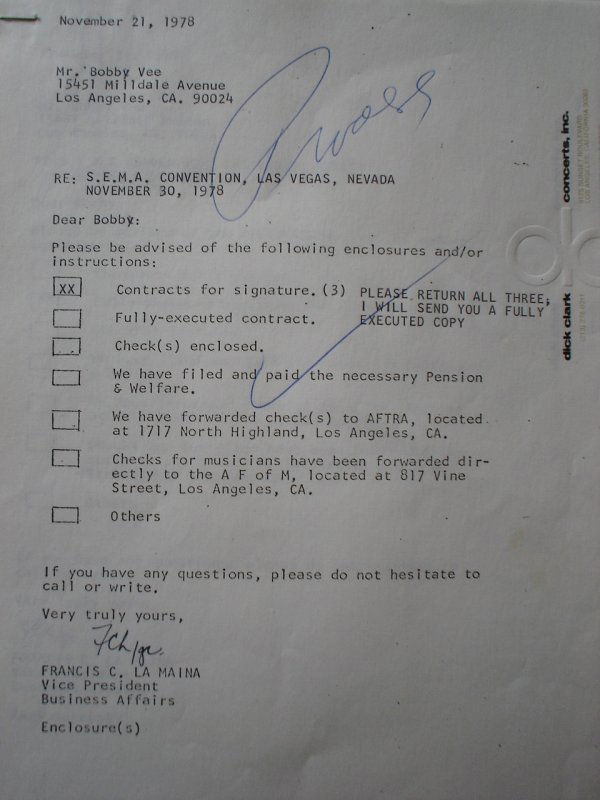 November 21, 1978
Mr. Bobby Vee
15451 Milldale Avenue
Los Angeles, CA. 90024
RE: S.E.M.A. CONVENTION, LAS VEGAS, NEVADA
NOVEMBER 30, 1978
Dear Bobby:
Please be advised of the following enclosures and/or
instructions:
XX Contracts for signature. (3) PLEASE RETURN ALL THREE,
I WILL SEND YOU A FULLY
Fully-executed contract. EXECUTED COPY
Check(s) enclosed.
We have filed and paid the necessary Pension
& Welfare.
We have forwarded check(s) to AFTRA, located
at 1717 North Highland, Los Angeles, CA.
Checks for musicians have been forwarded dir-
ectly to the A F of M, located at 817 Vine
Street, Los Angeles, CA.
Others
If you have any questions, please do not hesitate to
call or write.
Very truly yours,
FRANCIS C. LA MAINA
Vice President
Business Affairs
Enclosure(s)
dick clark concerts, inc.
dc